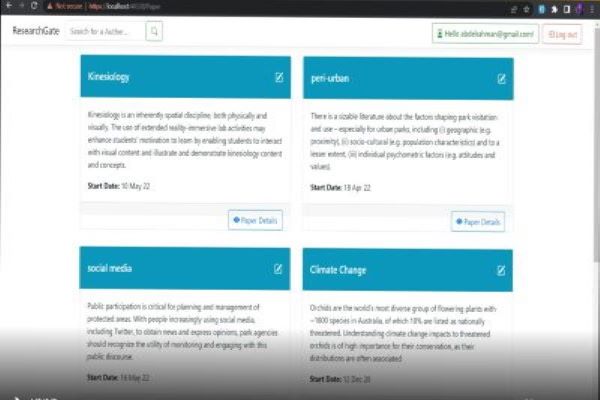 Not secure | https://localhost:
/Paper
ResearchGate
Search for a Author...
Hello abdelrahman@gmail.com!
Log out
Kinesiology
Kinesiology is an inherently spatial discipline, both physically and
visually. The use of extended reality-immersive lab activities may
enhance students' motivation to learn by enabling students to interact
with visual content and illustrate and demonstrate kinesiology content
and concepts.
Start Date: 10 May 22
Paper Details
peri-urban
There is a sizable literature about the factors shaping park visitation
and use – especially for urban parks, including (i) geographic (e.g.
proximity), (ii) socio-cultural (e.g. population characteristics) and to a
lesser extent, (iii) individual psychometric factors (e.g. attitudes and
values).
Start Date: 19 Apr 22
Paper Details
social media
Public participation is critical for planning and management of
protected areas. With people increasingly using social media,
including Twitter, to obtain news and express opinions, park agencies
should recognize the utility of monitoring and engaging with this
public discourse.
Start Date: 16 May 22
Climate Change
Orchids are the world's most diverse group of flowering plants with
~1800 species in Australia, of which 10% are listed as nationally
threatened. Understanding climate change impacts to threatened
orchids is of high importance for their conservation, as their
distributions are often associated
Start Date: 12 Dec 20